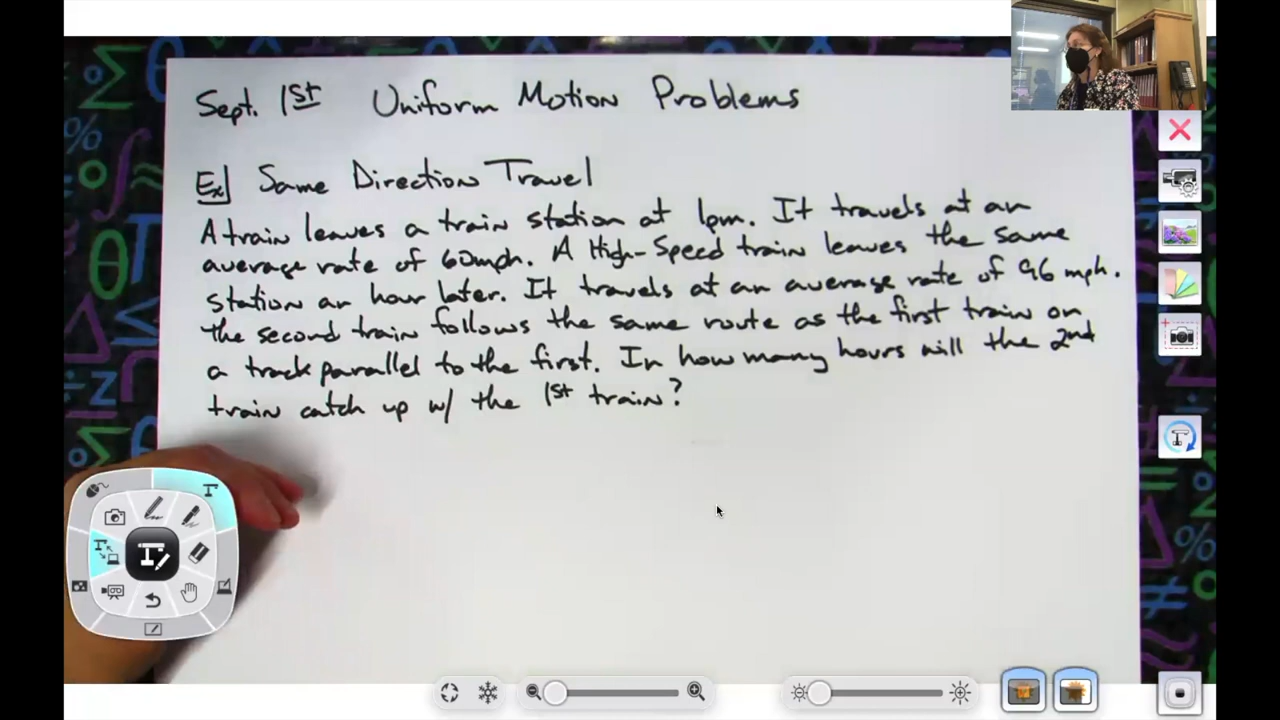 Sept. 1st Uniform Motion Problems
Ex] Same Direction Travel
A train leaves a train station at 1pm. It travels at an
average rate of 60mph. A High-Speed train leaves the same
station an hour later. It travels at an average rate of 96 mph.
The second train follows the same route as the first train on
a track parallel to the first. In how many hours will the 2nd
train catch up w/ the 1st train?